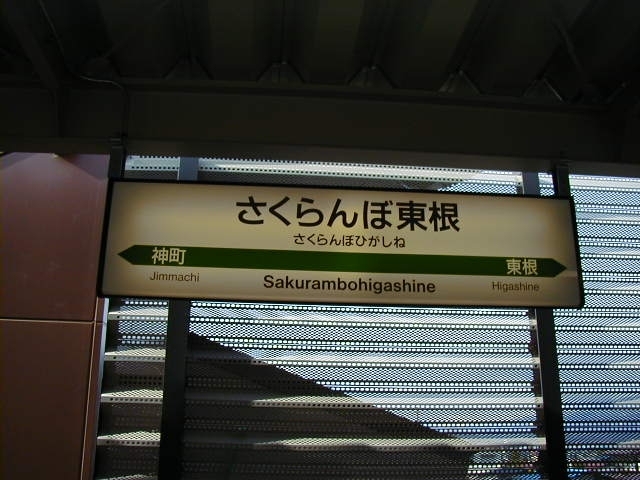 さくらんぼ東根
さくらんぼひがしね
神町 東根
Jimmachi Sakurambohigashine Higashine